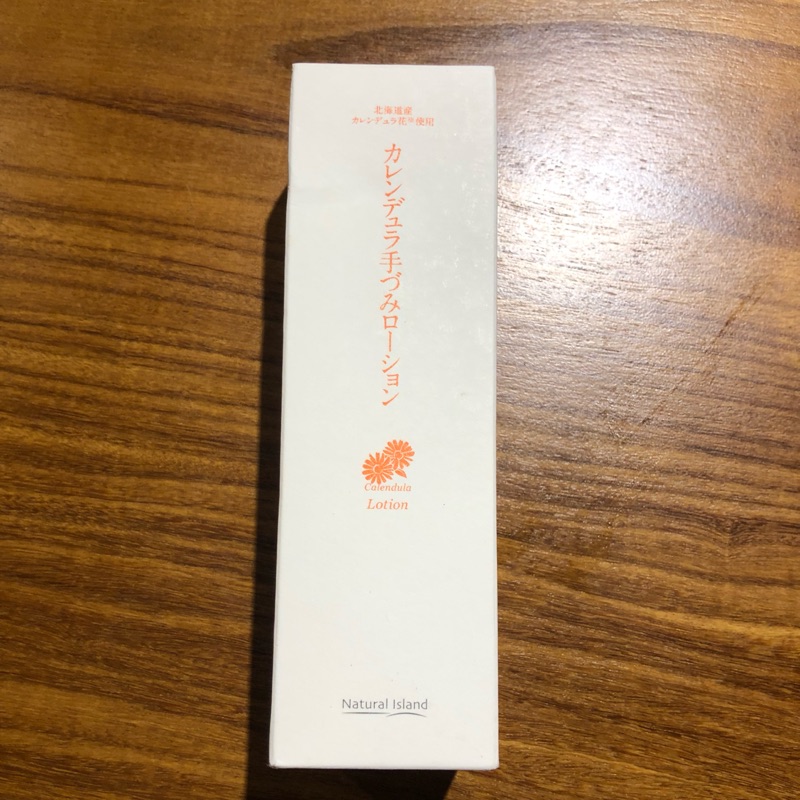 北海道産
カレンデュラ花※使用
カレンデュラ手づみローション
Calendula
Lotion
Natural Island